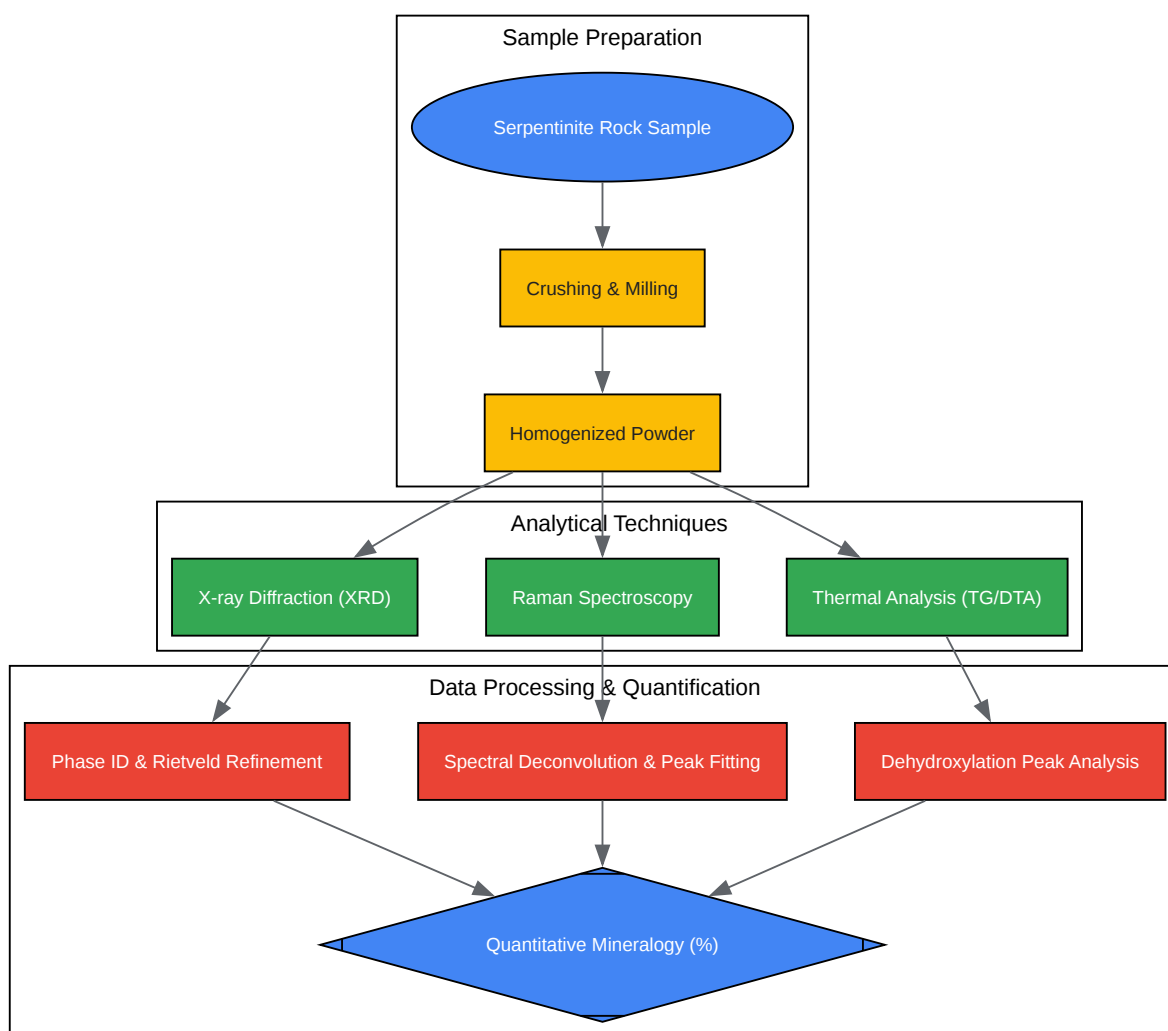 Sample Preparation
Serpentinite Rock Sample
Crushing & Milling
Homogenized Powder
Analytical Techniques
X-ray Diffraction (XRD)
Raman Spectroscopy
Thermal Analysis (TG/DTA)
Data Processing & Quantification
Phase ID & Rietveld Refinement
Spectral Deconvolution & Peak Fitting
Dehydroxylation Peak Analysis
Quantitative Mineralogy (%)